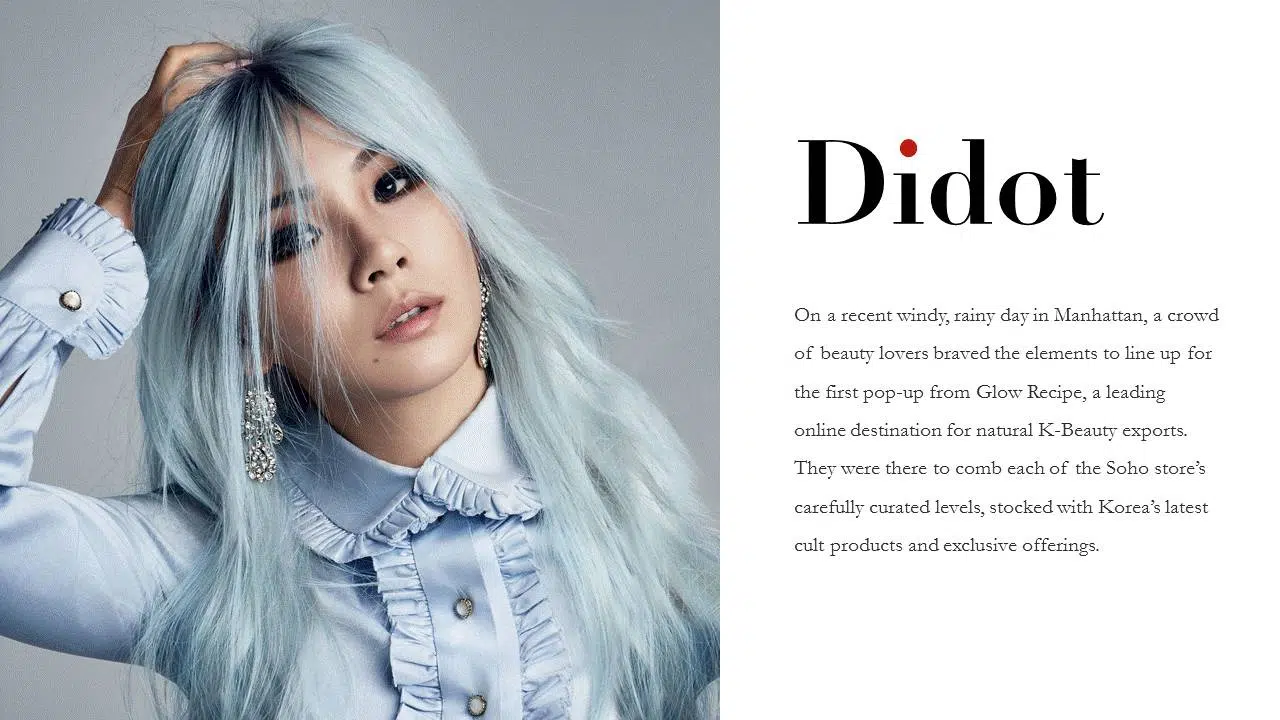 Didot
On a recent windy, rainy day in Manhattan, a crowd
of beauty lovers braved the elements to line up for
the first pop-up from Glow Recipe, a leading
online destination for natural K-Beauty exports.
They were there to comb each of the Soho store’s
carefully curated levels, stocked with Korea’s latest
cult products and exclusive offerings.